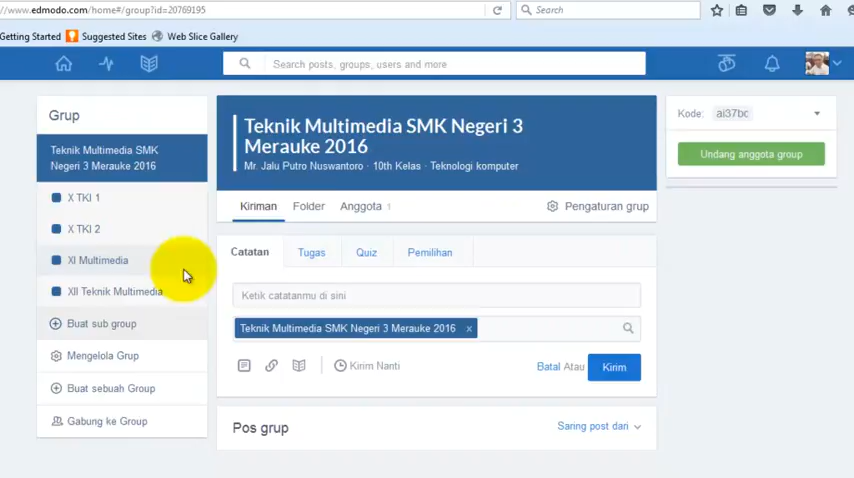 ://www.edmodo.com/home#/group?id=20769195
Search
Getting Started
Suggested Sites
Web Slice Gallery
Search posts, groups, users and more
Grup
Teknik Multimedia SMK
Negeri 3 Merauke 2016
X TKI 1
X TKI 2
XI Multimedia
XII Teknik Multimedia
Buat sub group
Mengelola Grup
Buat sebuah Group
Gabung ke Group
Teknik Multimedia SMK Negeri 3
Merauke 2016
Mr. Jalu Putro Nuswantoro · 10th Kelas · Teknologi komputer
Kiriman Folder Anggota 1 Pengaturan grup
Catatan Tugas Quiz Pemilihan
Ketik catatanmu di sini
Teknik Multimedia SMK Negeri 3 Merauke 2016 x
Kirim Nanti
Batal Atau Kirim
Pos grup
Saring post dari
Kode:
Undang anggota group